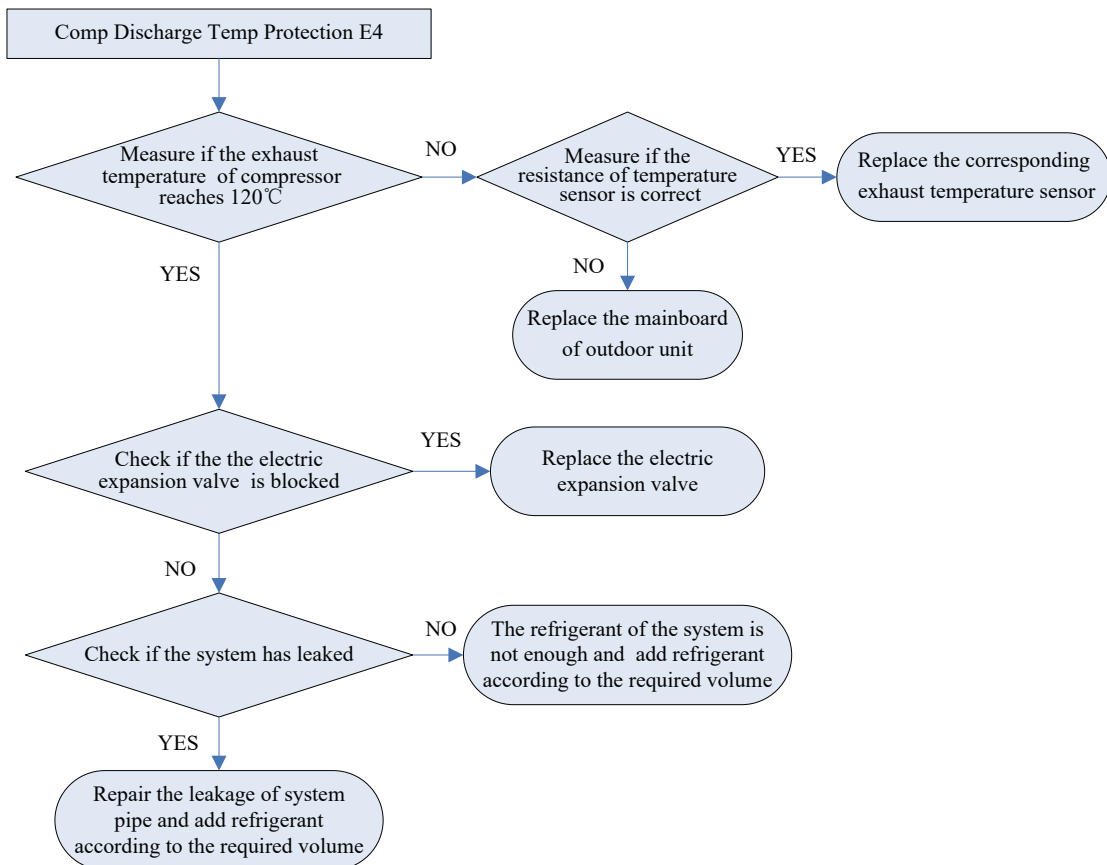 Comp Discharge Temp Protection E4
Measure if the exhaust
temperature of compressor
reaches 120℃
NO
Measure if the
resistance of temperature
sensor is correct
YES
Replace the corresponding
exhaust temperature sensor
YES
NO
Replace the mainboard
of outdoor unit
Check if the the electric
expansion valve is blocked
YES
Replace the electric
expansion valve
NO
Check if the system has leaked
NO
The refrigerant of the system is
not enough and add refrigerant
according to the required volume
YES
Repair the leakage of system
pipe and add refrigerant
according to the required volume